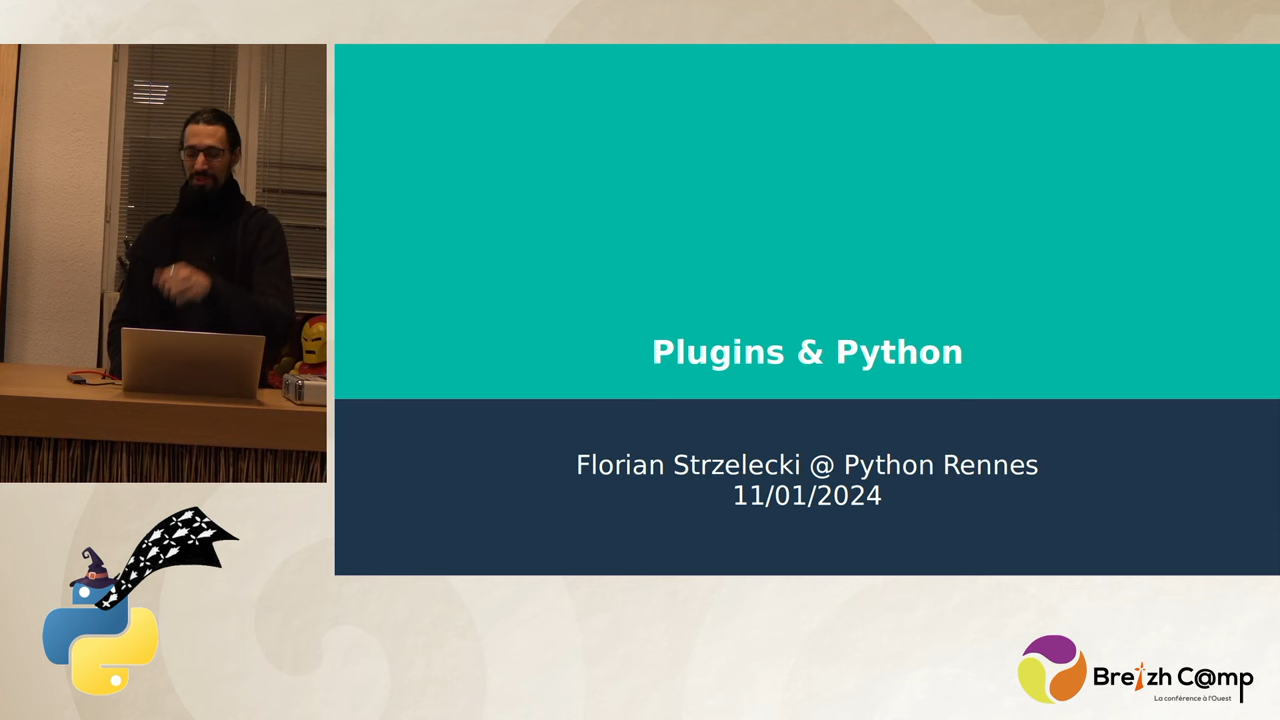 Plugins & Python
Florian Strzelecki @ Python Rennes
11/01/2024
Breizh C@mp
La conférence à l'Ouest